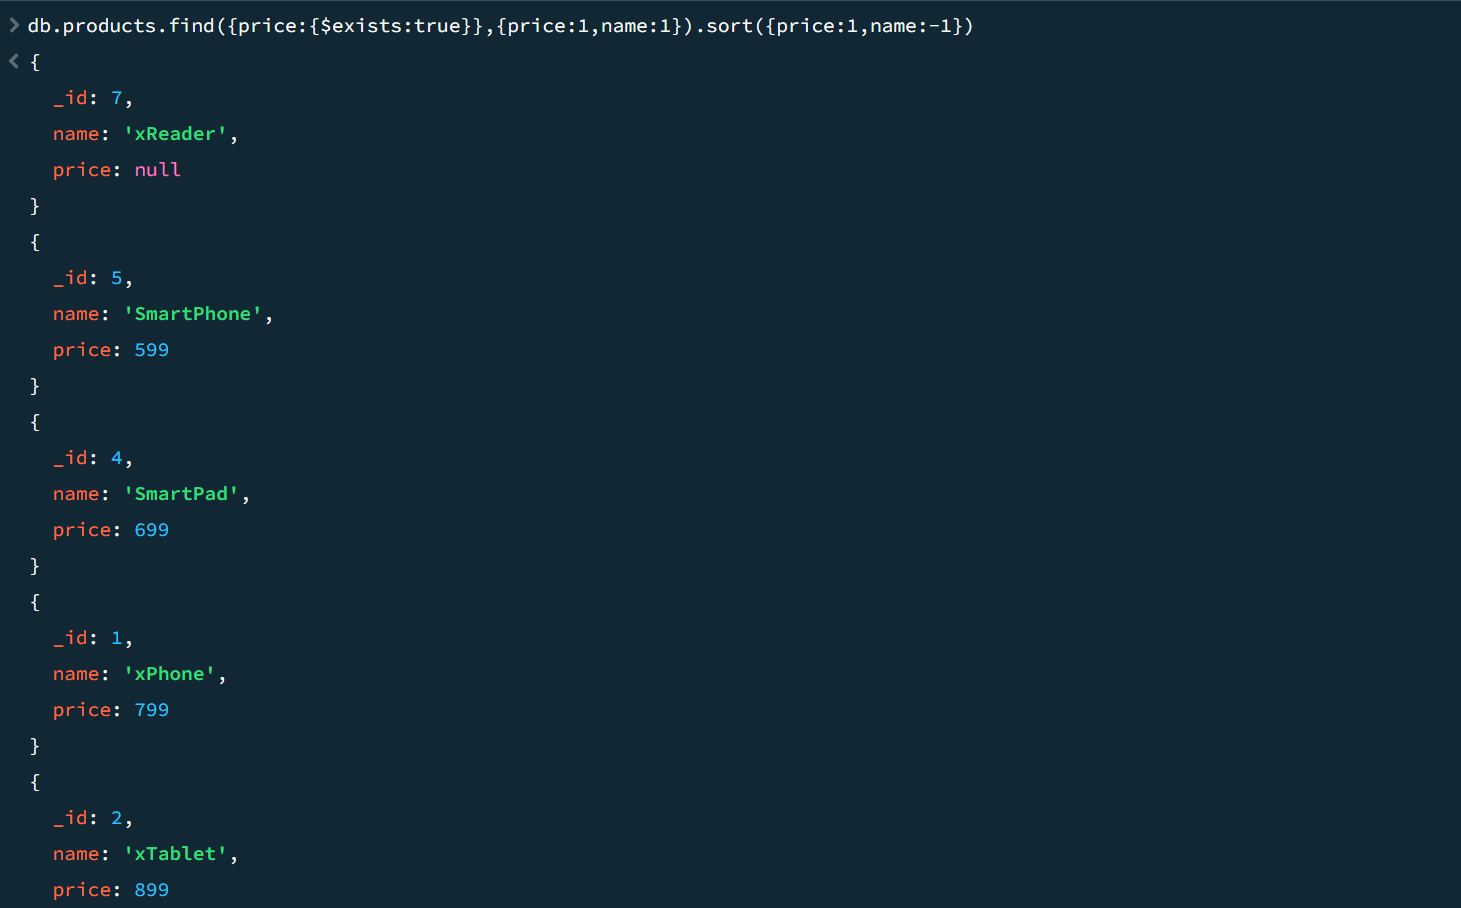 db.products.find({price:{$exists:true}},{price:1,name:1}).sort({price:1,name:-1})
{
_id: 7,
name: 'xReader',
price: null
}
{
_id: 5,
name: 'SmartPhone',
price: 599
}
{
_id: 4,
name: 'SmartPad',
price: 699
}
{
_id: 1,
name: 'xPhone',
price: 799
}
{
_id: 2,
name: 'xTablet',
price: 899